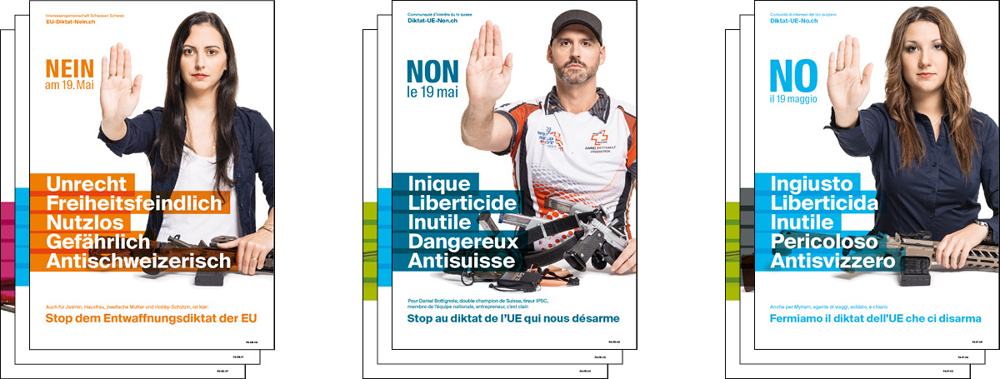 Interessengemeinschaft Schiessen Schweiz
EU-Diktat-Nein.ch
NEIN
am 19. Mai
Unrecht
Freiheitsfeindlich
Nutzlos
Gefährlich
Antischweizerisch
Auch für Jasmin, Hausfrau, zweifache Mutter und Hobby-Schützin, ist klar:
Stop dem Entwaffnungsdiktat der EU
Communauté d'intérêts du tir suisse
Diktat-UE-Non.ch
NON
le 19 mai
DANIEL BOTTIGNOLE
PRODUCTION
Inique
Liberticide
Inutile
Dangereux
Antisuisse
Pour Daniel Bottignole, double champion de Suisse, tireur IPSC,
membre de l'équipe nationale, entrepreneur, c'est clair:
Stop au diktat de l'UE qui nous désarme
Comunità di interessi del tiro svizzero
Diktat-UE-No.ch
NO
il 19 maggio
Ingiusto
Liberticida
Inutile
Pericoloso
Antisvizzero
Anche per Myriam, agente di viaggi, soldato, è chiaro:
Fermiamo il diktat dell'UE che ci disarma